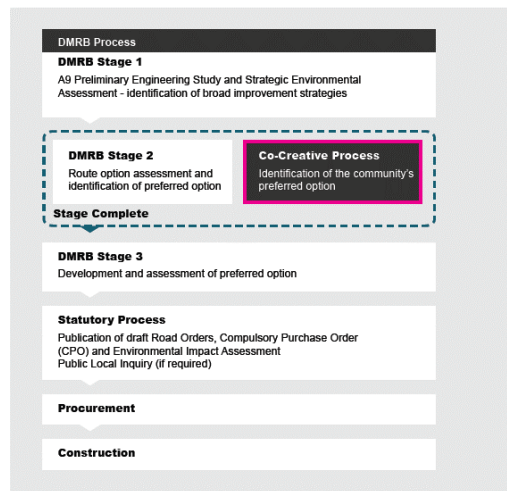 DMRB Process
DMRB Stage 1
A9 Preliminary Engineering Study and Strategic Environmental
Assessment - identification of broad improvement strategies
DMRB Stage 2
Route option assessment and
identification of preferred option
Co-Creative Process
Identification of the community's
preferred option
Stage Complete
DMRB Stage 3
Development and assessment of preferred option
Statutory Process
Publication of draft Road Orders, Compulsory Purchase Order
(CPO) and Environmental Impact Assessment
Public Local Inquiry (if required)
Procurement
Construction